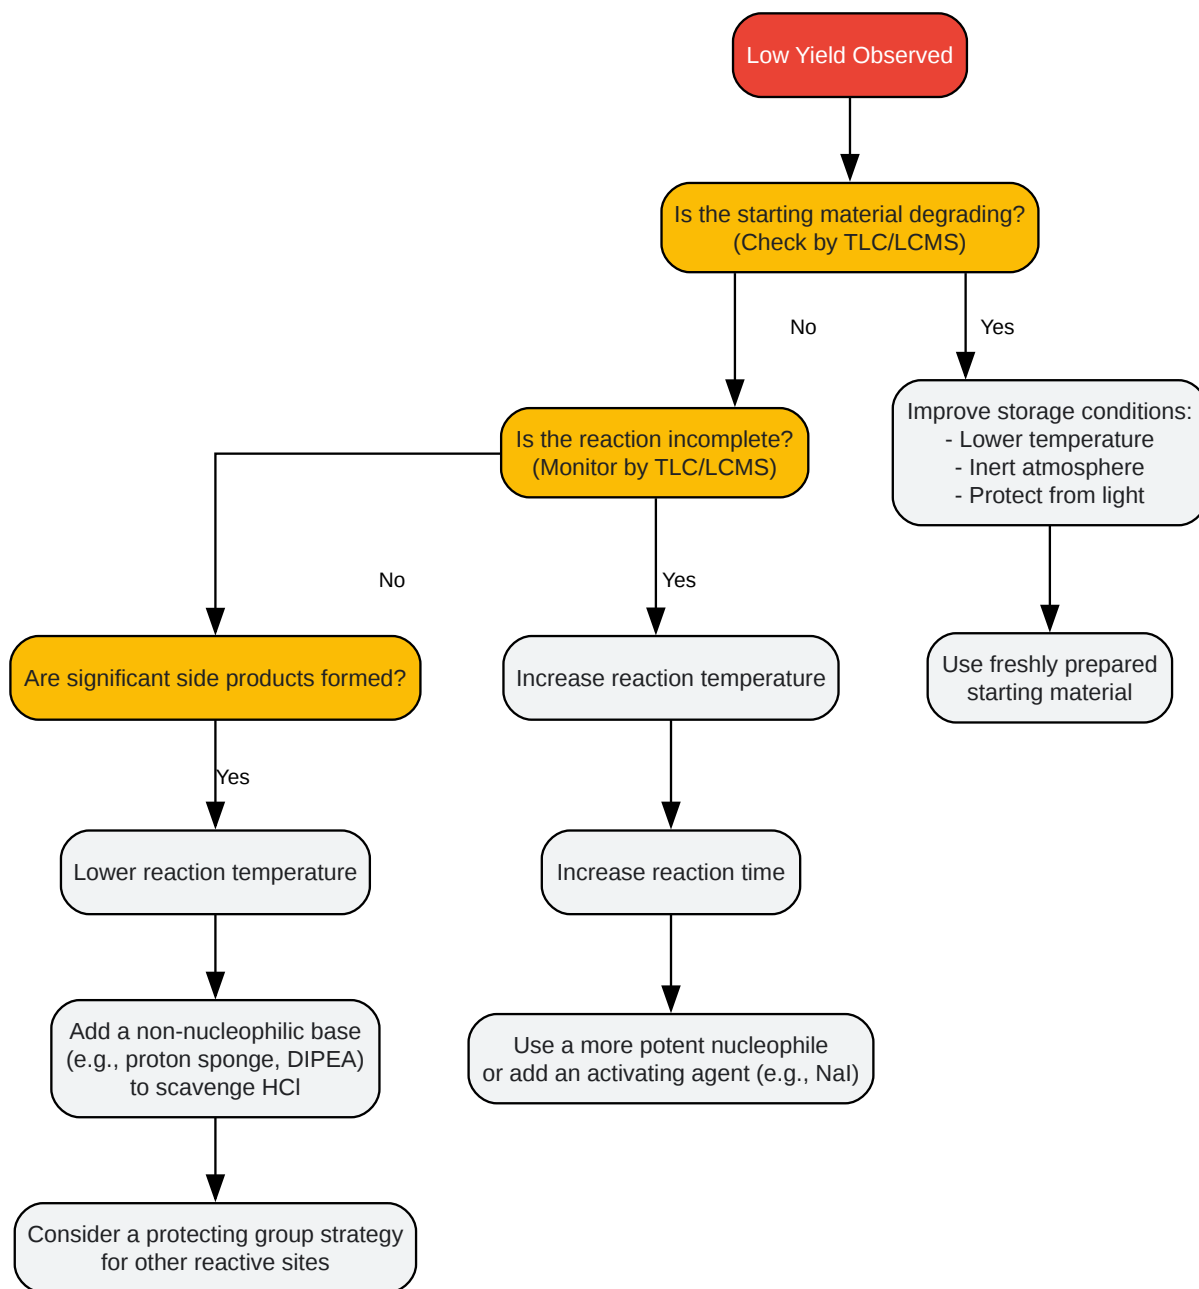 Low Yield Observed
Is the starting material degrading?
(Check by TLC/LCMS)
No
Yes
Improve storage conditions:
- Lower temperature
- Inert atmosphere
- Protect from light
Is the reaction incomplete?
(Monitor by TLC/LCMS)
No
Yes
Are significant side products formed?
Increase reaction temperature
Use freshly prepared
starting material
Yes
Lower reaction temperature
Increase reaction time
Add a non-nucleophilic base
(e.g., proton sponge, DIPEA)
to scavenge HCl
Use a more potent nucleophile
or add an activating agent (e.g., NaI)
Consider a protecting group strategy
for other reactive sites